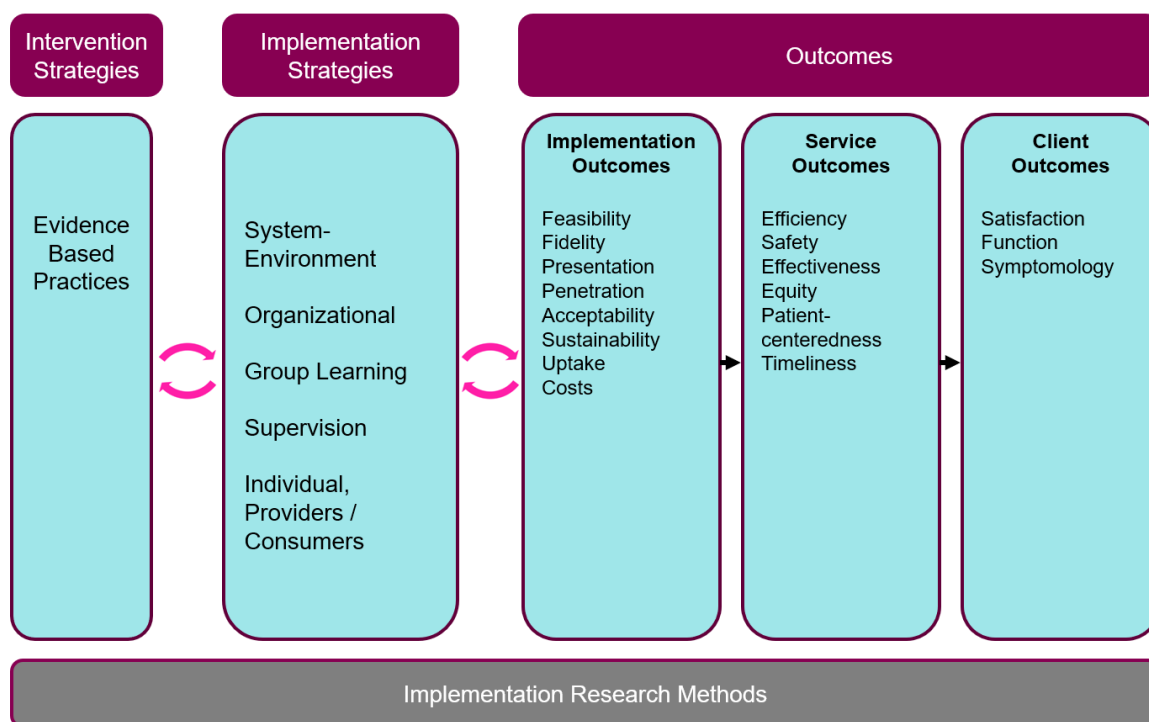 Intervention
Strategies
Implementation
Strategies
Outcomes
Evidence
Based
Practices
System-
Environment
Organizational
Group Learning
Supervision
Individual,
Providers /
Consumers
Implementation
Outcomes
Feasibility
Fidelity
Presentation
Penetration
Acceptability
Sustainability
Uptake
Costs
Service
Outcomes
Efficiency
Safety
Effectiveness
Equity
Patient-
centeredness
Timeliness
Client
Outcomes
Satisfaction
Function
Symptomology
Implementation Research Methods